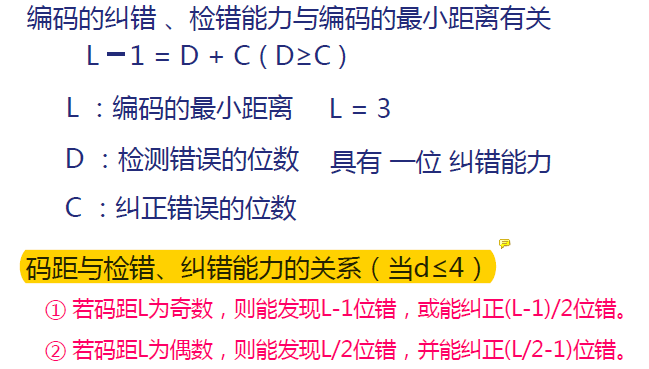 编码的纠错 、检错能力与编码的最小距离有关
L－1 = D + C ( D≥C )
L ：编码的最小距离 L = 3
D ：检测错误的位数 具有 一位 纠错能力
C ：纠正错误的位数
码距与检错、纠错能力的关系（当d≤4）
① 若码距L为奇数，则能发现L-1位错，或能纠正(L-1)/2位错。
② 若码距L为偶数，则能发现L/2位错，并能纠正(L/2-1)位错。